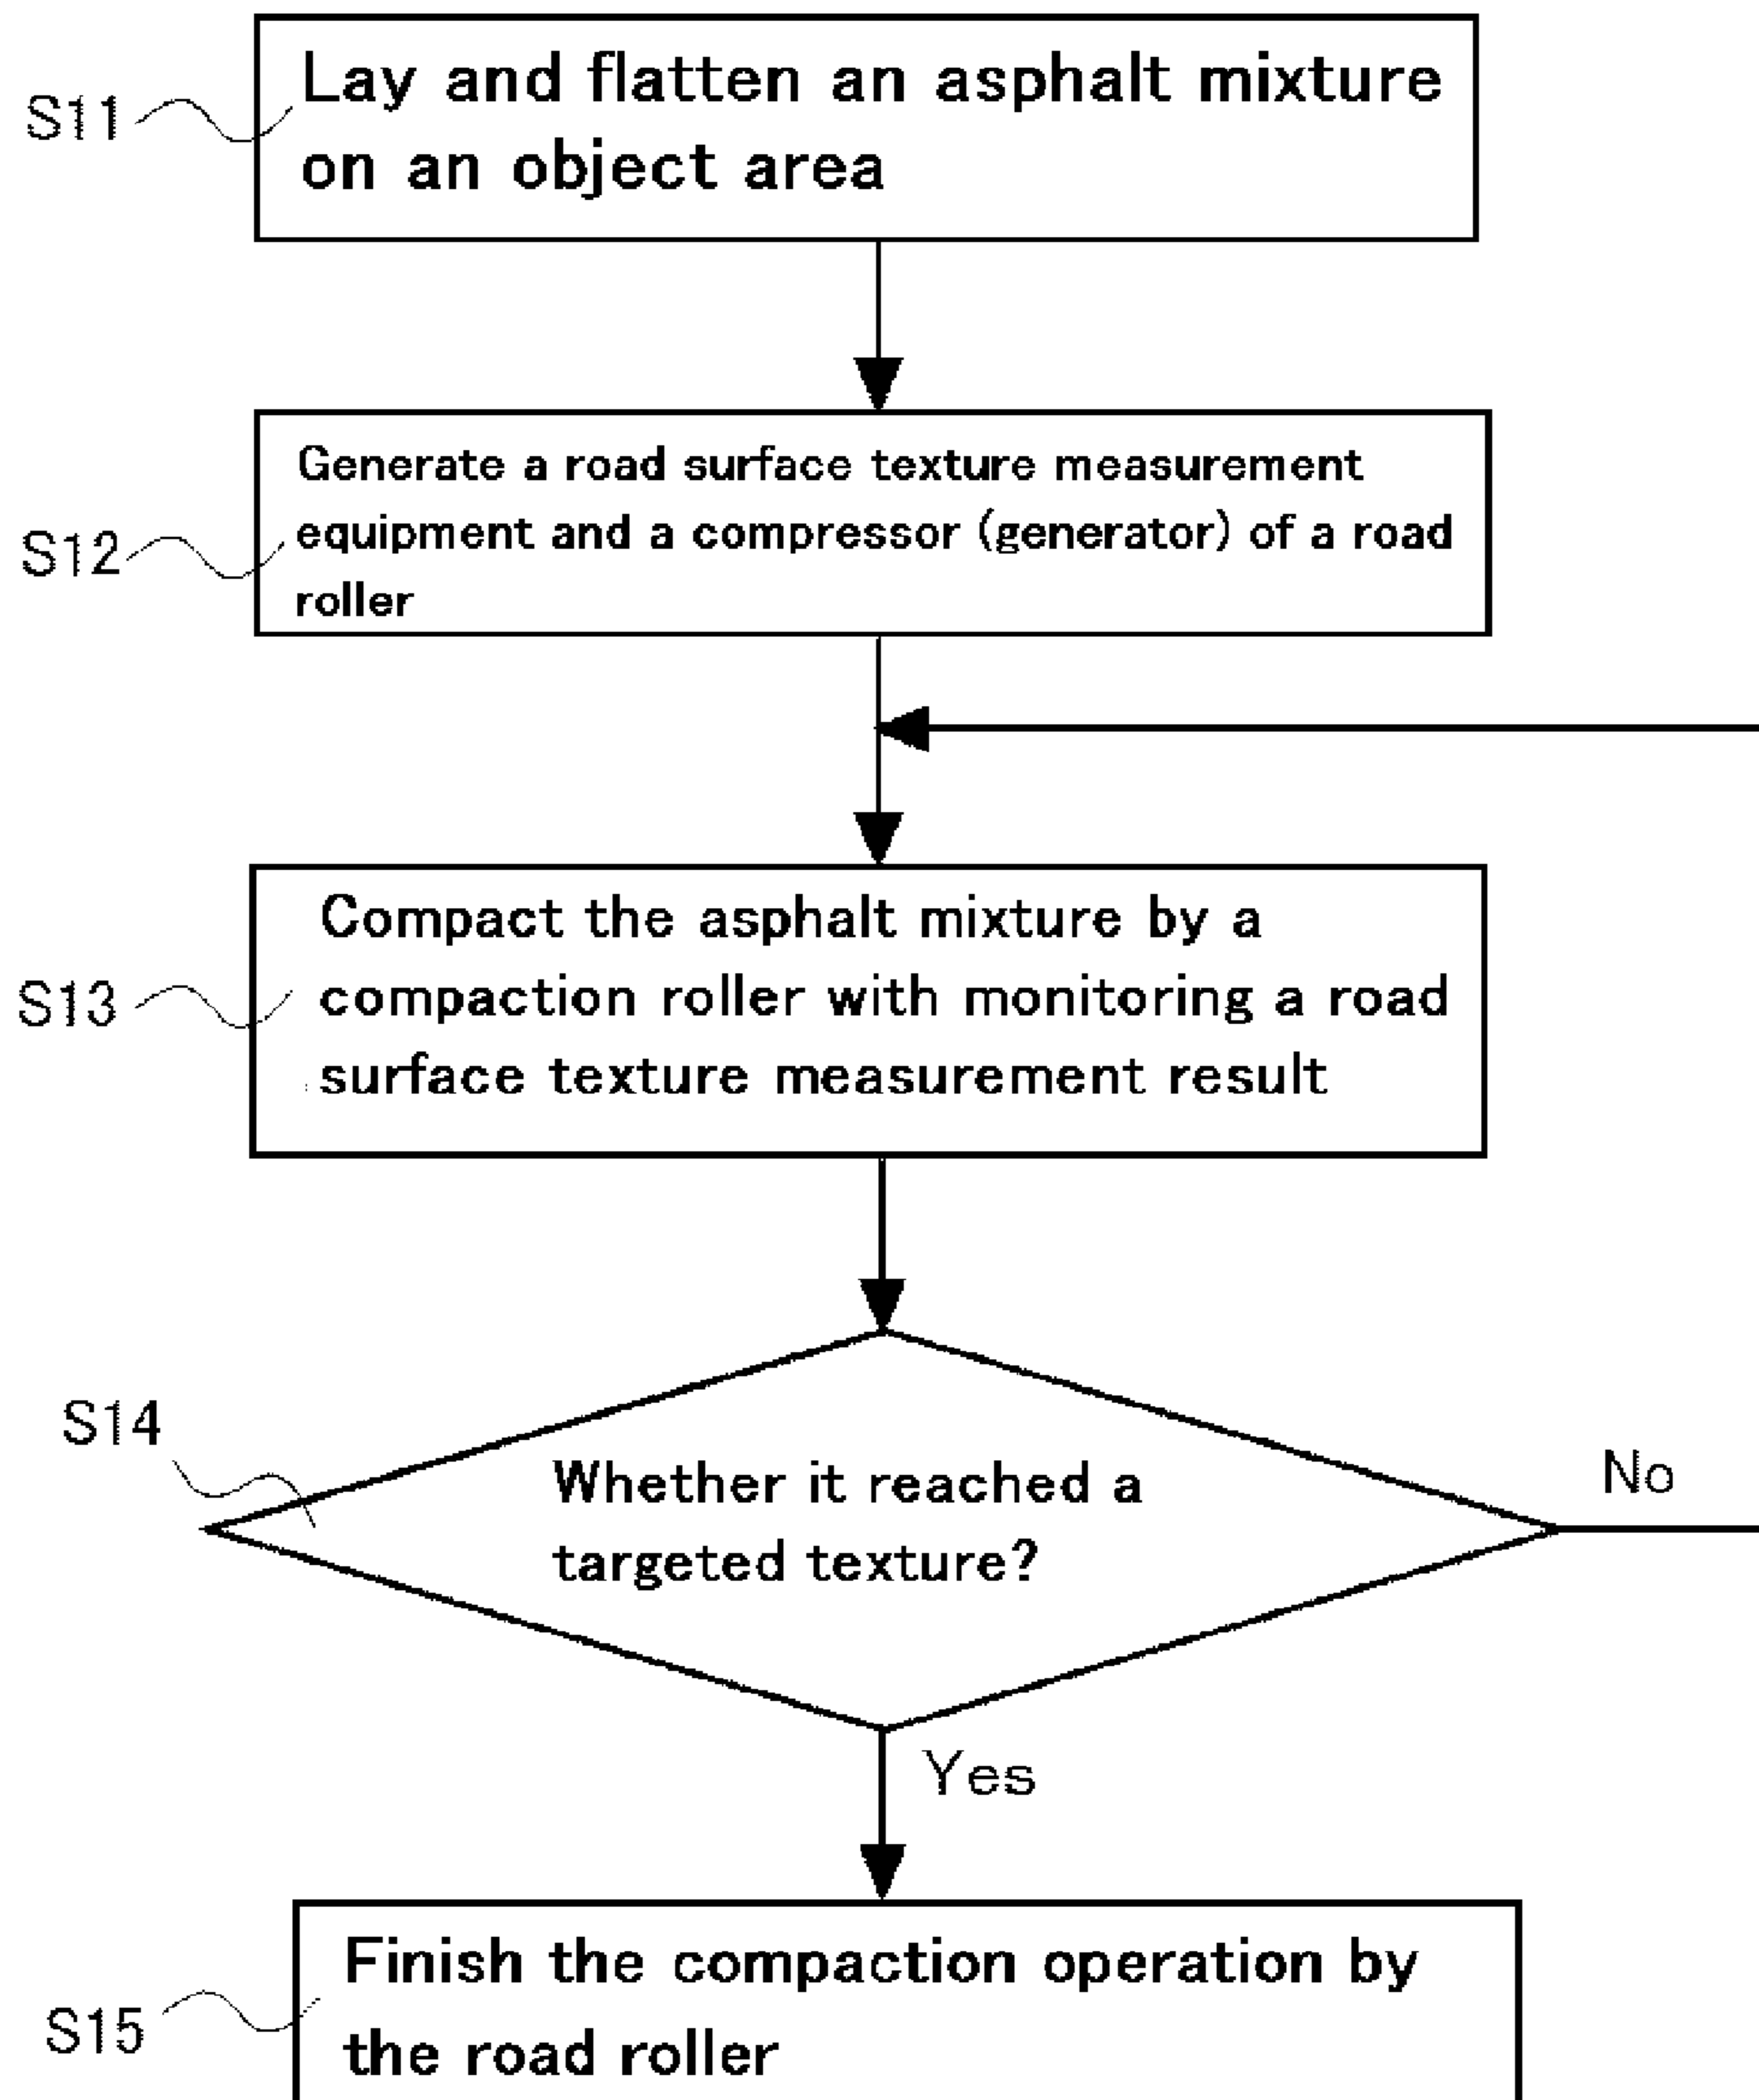 S11
Lay and flatten an asphalt mixture
on an object area
S12
Generate a road surface texture measurement
equipment and a compressor (generator) of a road
roller
S13
Compact the asphalt mixture by a
compaction roller with monitoring a road
surface texture measurement result
S14
Whether it reached a
targeted texture?
No
Yes
S15
Finish the compaction operation by
the road roller